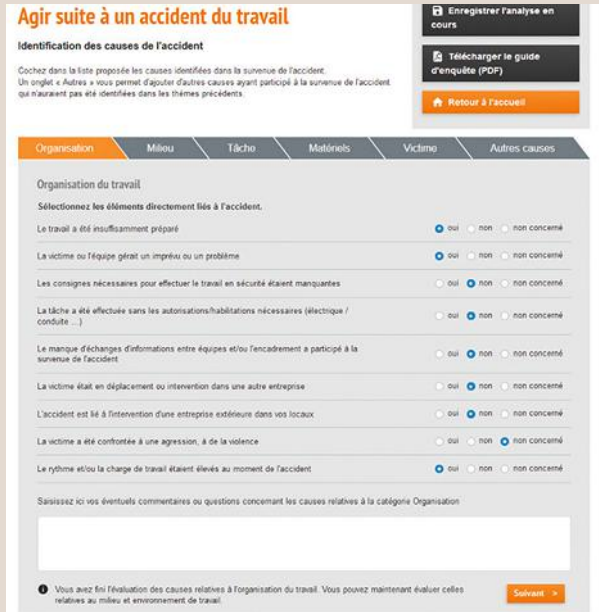 Agir suite à un accident du travail
Identification des causes de l'accident
Cochez dans la liste proposée les causes identifiées dans la survenue de l'accident.
Un onglet « Autres » vous permet d'ajouter d'autres causes ayant participé à la survenue de l'accident
qui n'auraient pas été identifiées dans les thèmes précédents.
Enregistrer l'analyse en
cours
Télécharger le guide
d'enquête (PDF)
Retour à l'accueil
Organisation Milieu Tâche Matériels Victime Autres causes
Organisation du travail
Sélectionnez les éléments directement liés à l'accident.
Le travail a été insuffisamment préparé oui non non concerné
La victime ou l'équipe gérait un imprévu ou un problème oui non non concerné
Les consignes nécessaires pour effectuer le travail en sécurité étaient manquantes oui non non concerné
La tâche a été effectuée sans les autorisations/habilitations nécessaires (électrique /
conduite ...) oui non non concerné
Le manque d'échanges d'informations entre équipes et/ou l'encadrement a participé à la
survenue de l'accident oui non non concerné
La victime était en déplacement ou intervention dans une autre entreprise oui non non concerné
L'accident est lié à l'intervention d'une entreprise extérieure dans vos locaux oui non non concerné
La victime a été confrontée à une agression, à de la violence oui non non concerné
Le rythme et/ou la charge de travail étaient élevés au moment de l'accident oui non non concerné
Saisissez ici vos éventuels commentaires ou questions concernant les causes relatives à la catégorie Organisation
Vous avez fini l'évaluation des causes relatives à l'organisation du travail. Vous pouvez maintenant évaluer celles
relatives au milieu et environnement de travail.
Suivant >